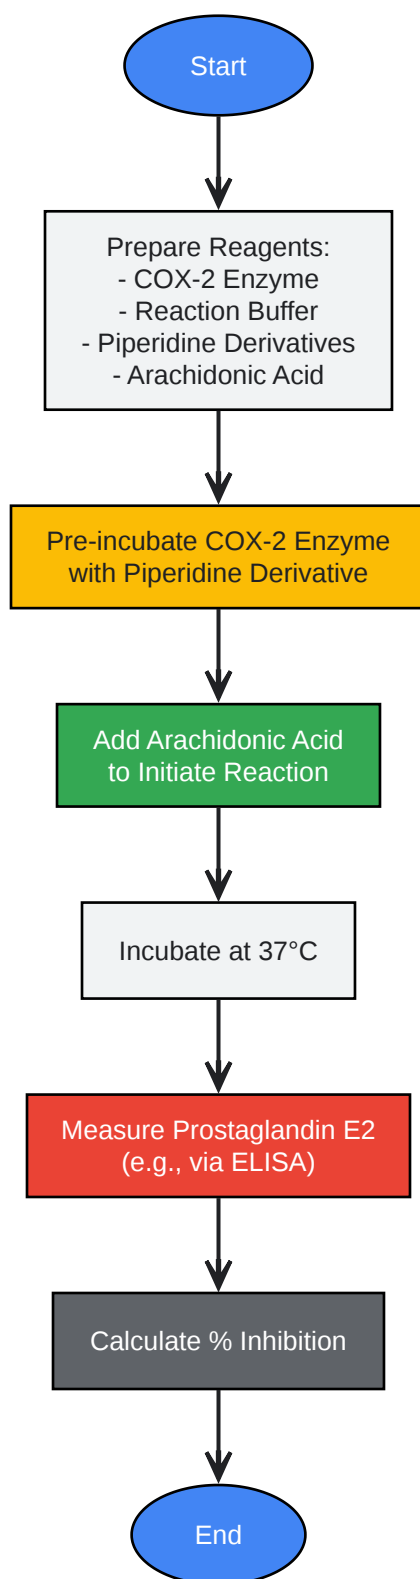 Start
Prepare Reagents:
- COX-2 Enzyme
- Reaction Buffer
- Piperidine Derivatives
- Arachidonic Acid
Pre-incubate COX-2 Enzyme
with Piperidine Derivative
Add Arachidonic Acid
to Initiate Reaction
Incubate at 37°C
Measure Prostaglandin E2
(e.g., via ELISA)
Calculate % Inhibition
End